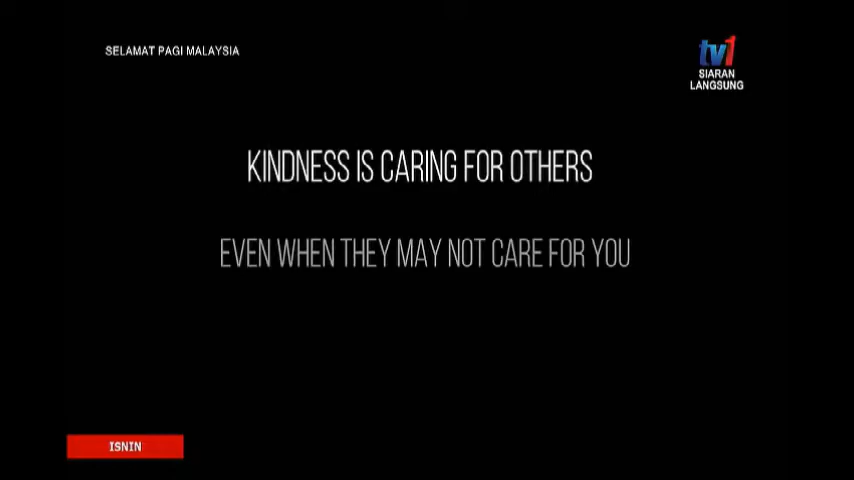 SELAMAT PAGI MALAYSIA
tv1
SIARAN
LANGSUNG
KINDNESS IS CARING FOR OTHERS
EVEN WHEN THEY MAY NOT CARE FOR YOU
ISNIN